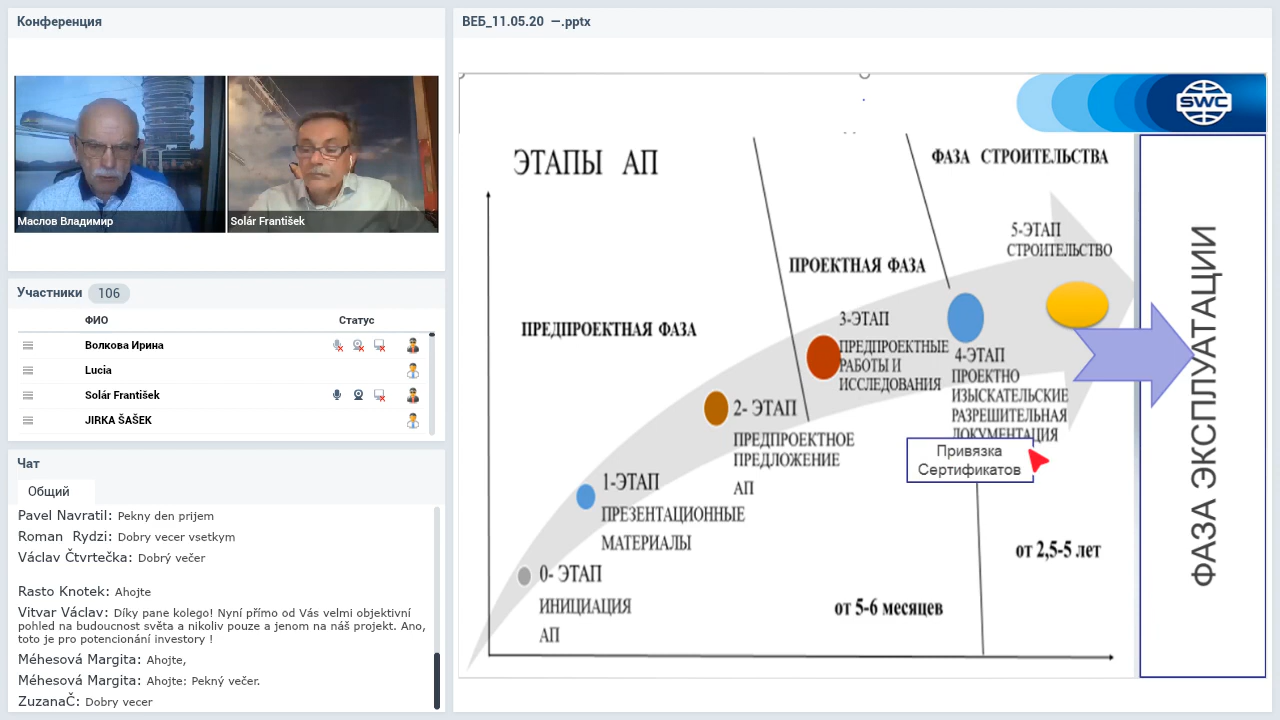 Конференция
Маслов Владимир
Solár František
Участники 106
ФИО Статус
Волкова Ирина
Lucia
Solár František
JIRKA ŠAŠEK
Чат
Общий
Pavel Navratil: Pekny den prijem
Roman Rydzi: Dobry vecer vsetkym
Václav Čtvrtečka: Dobrý večer
Rasto Knotek: Ahojte
Vitvar Václav: Díky pane kolego! Nyní přímo od Vás velmi objektivní
pohled na budoucnost světa a nikoliv pouze a jenom na náš projekt. Ano,
toto je pro potencionání investory !
Méhesová Margita: Ahojte,
Méhesová Margita: Ahojte: Pekný večer.
ZuzanaČ: Dobry vecer
ВЕБ_11.05.20 —.pptx
SWC
ЭТАПЫ АП
ФАЗА СТРОИТЕЛЬСТВА
5-ЭТАП
СТРОИТЕЛЬСТВО
ПРОЕКТНАЯ ФАЗА
ПРЕДПРОЕКТНАЯ ФАЗА
3-ЭТАП
ПРЕДПРОЕКТНЫЕ
РАБОТЫ И
ИССЛЕДОВАНИЯ
4-ЭТАП
ПРОЕКТНО
ИЗЫСКАТЕЛЬСКИЕ
РАЗРЕШИТЕЛЬНАЯ
ДОКУМЕНТАЦИЯ
Привязка
Сертификатов
2- ЭТАП
ПРЕДПРОЕКТНОЕ
ПРЕДЛОЖЕНИЕ
АП
1-ЭТАП
ПРЕЗЕНТАЦИОННЫЕ
МАТЕРИАЛЫ
0- ЭТАП
ИНИЦИАЦИЯ
АП
от 5-6 месяцев
от 2,5-5 лет
ФАЗА ЭКСПЛУАТАЦИИ